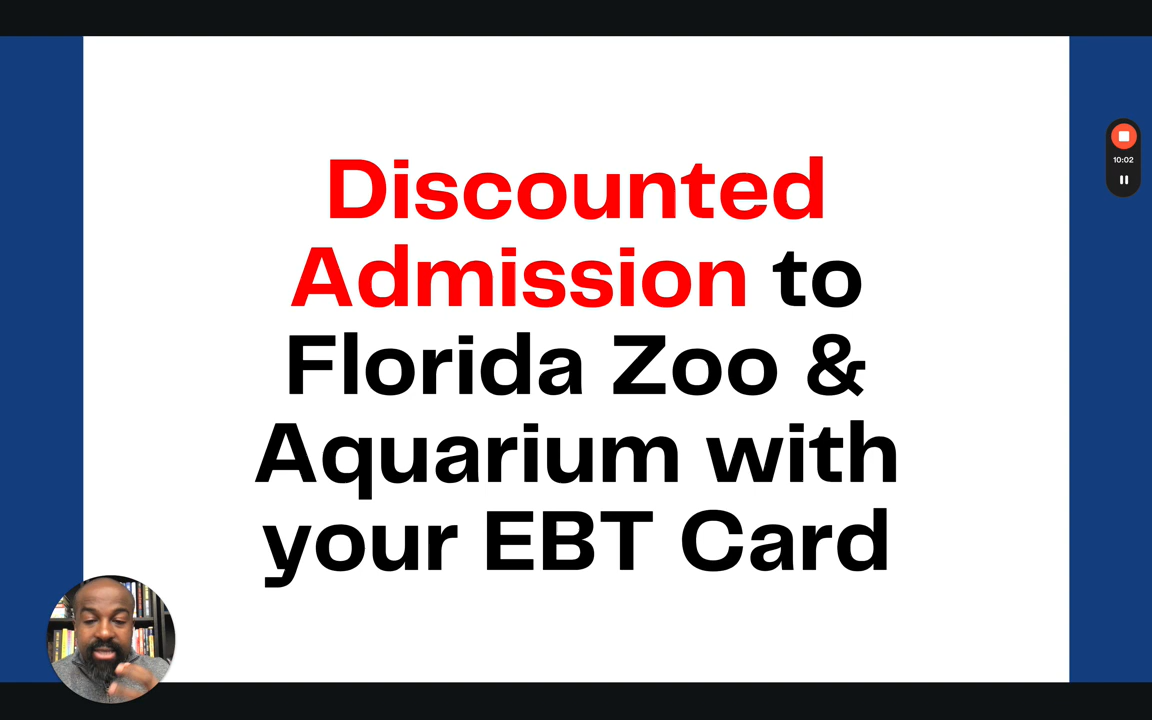 Discounted
Admission to
Florida Zoo &
Aquarium with
your EBT Card
10:02